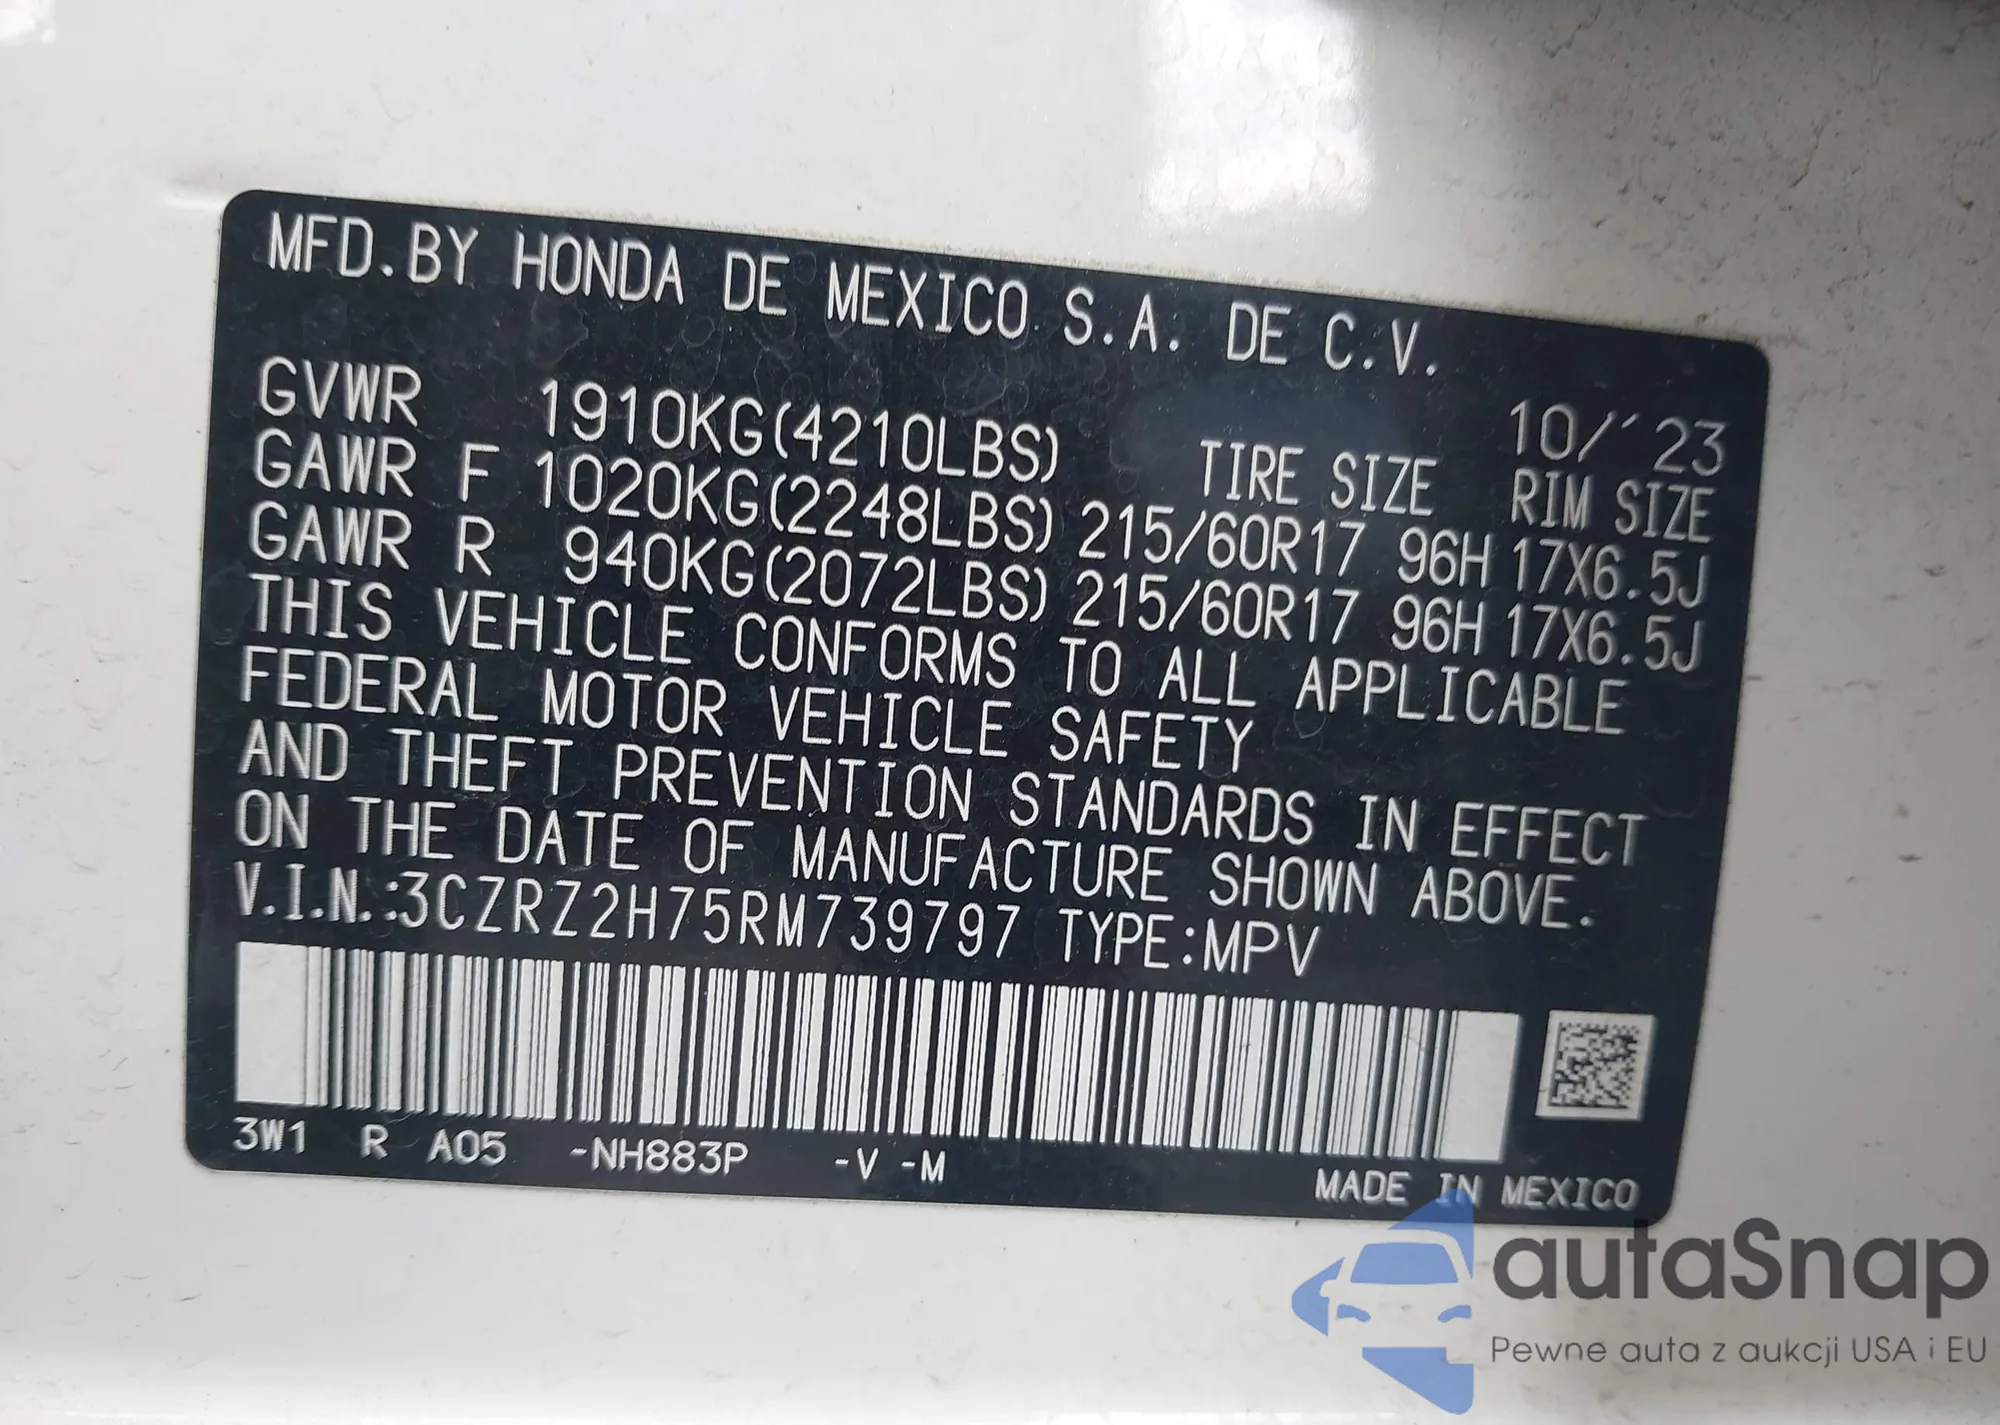 MFD.BY HONDA DE MEXICO S.A. DE C.V.
10/´23
GVWR 1910KG(4210LBS) TIRE SIZE RIM SIZE
GAWR F 1020KG(2248LBS) 215/60R17 96H 17X6.5J
GAWR R 940KG(2072LBS) 215/60R17 96H 17X6.5J
THIS VEHICLE CONFORMS TO ALL APPLICABLE
FEDERAL MOTOR VEHICLE SAFETY
AND THEFT PREVENTION STANDARDS IN EFFECT
ON THE DATE OF MANUFACTURE SHOWN ABOVE.
V.I.N.:3CZRZ2H75RM739797 TYPE:MPV
3W1 R A05 -NH883P -V -M
MADE IN MEXICO
autaSnap
Pewne auta z aukcji USA i EU